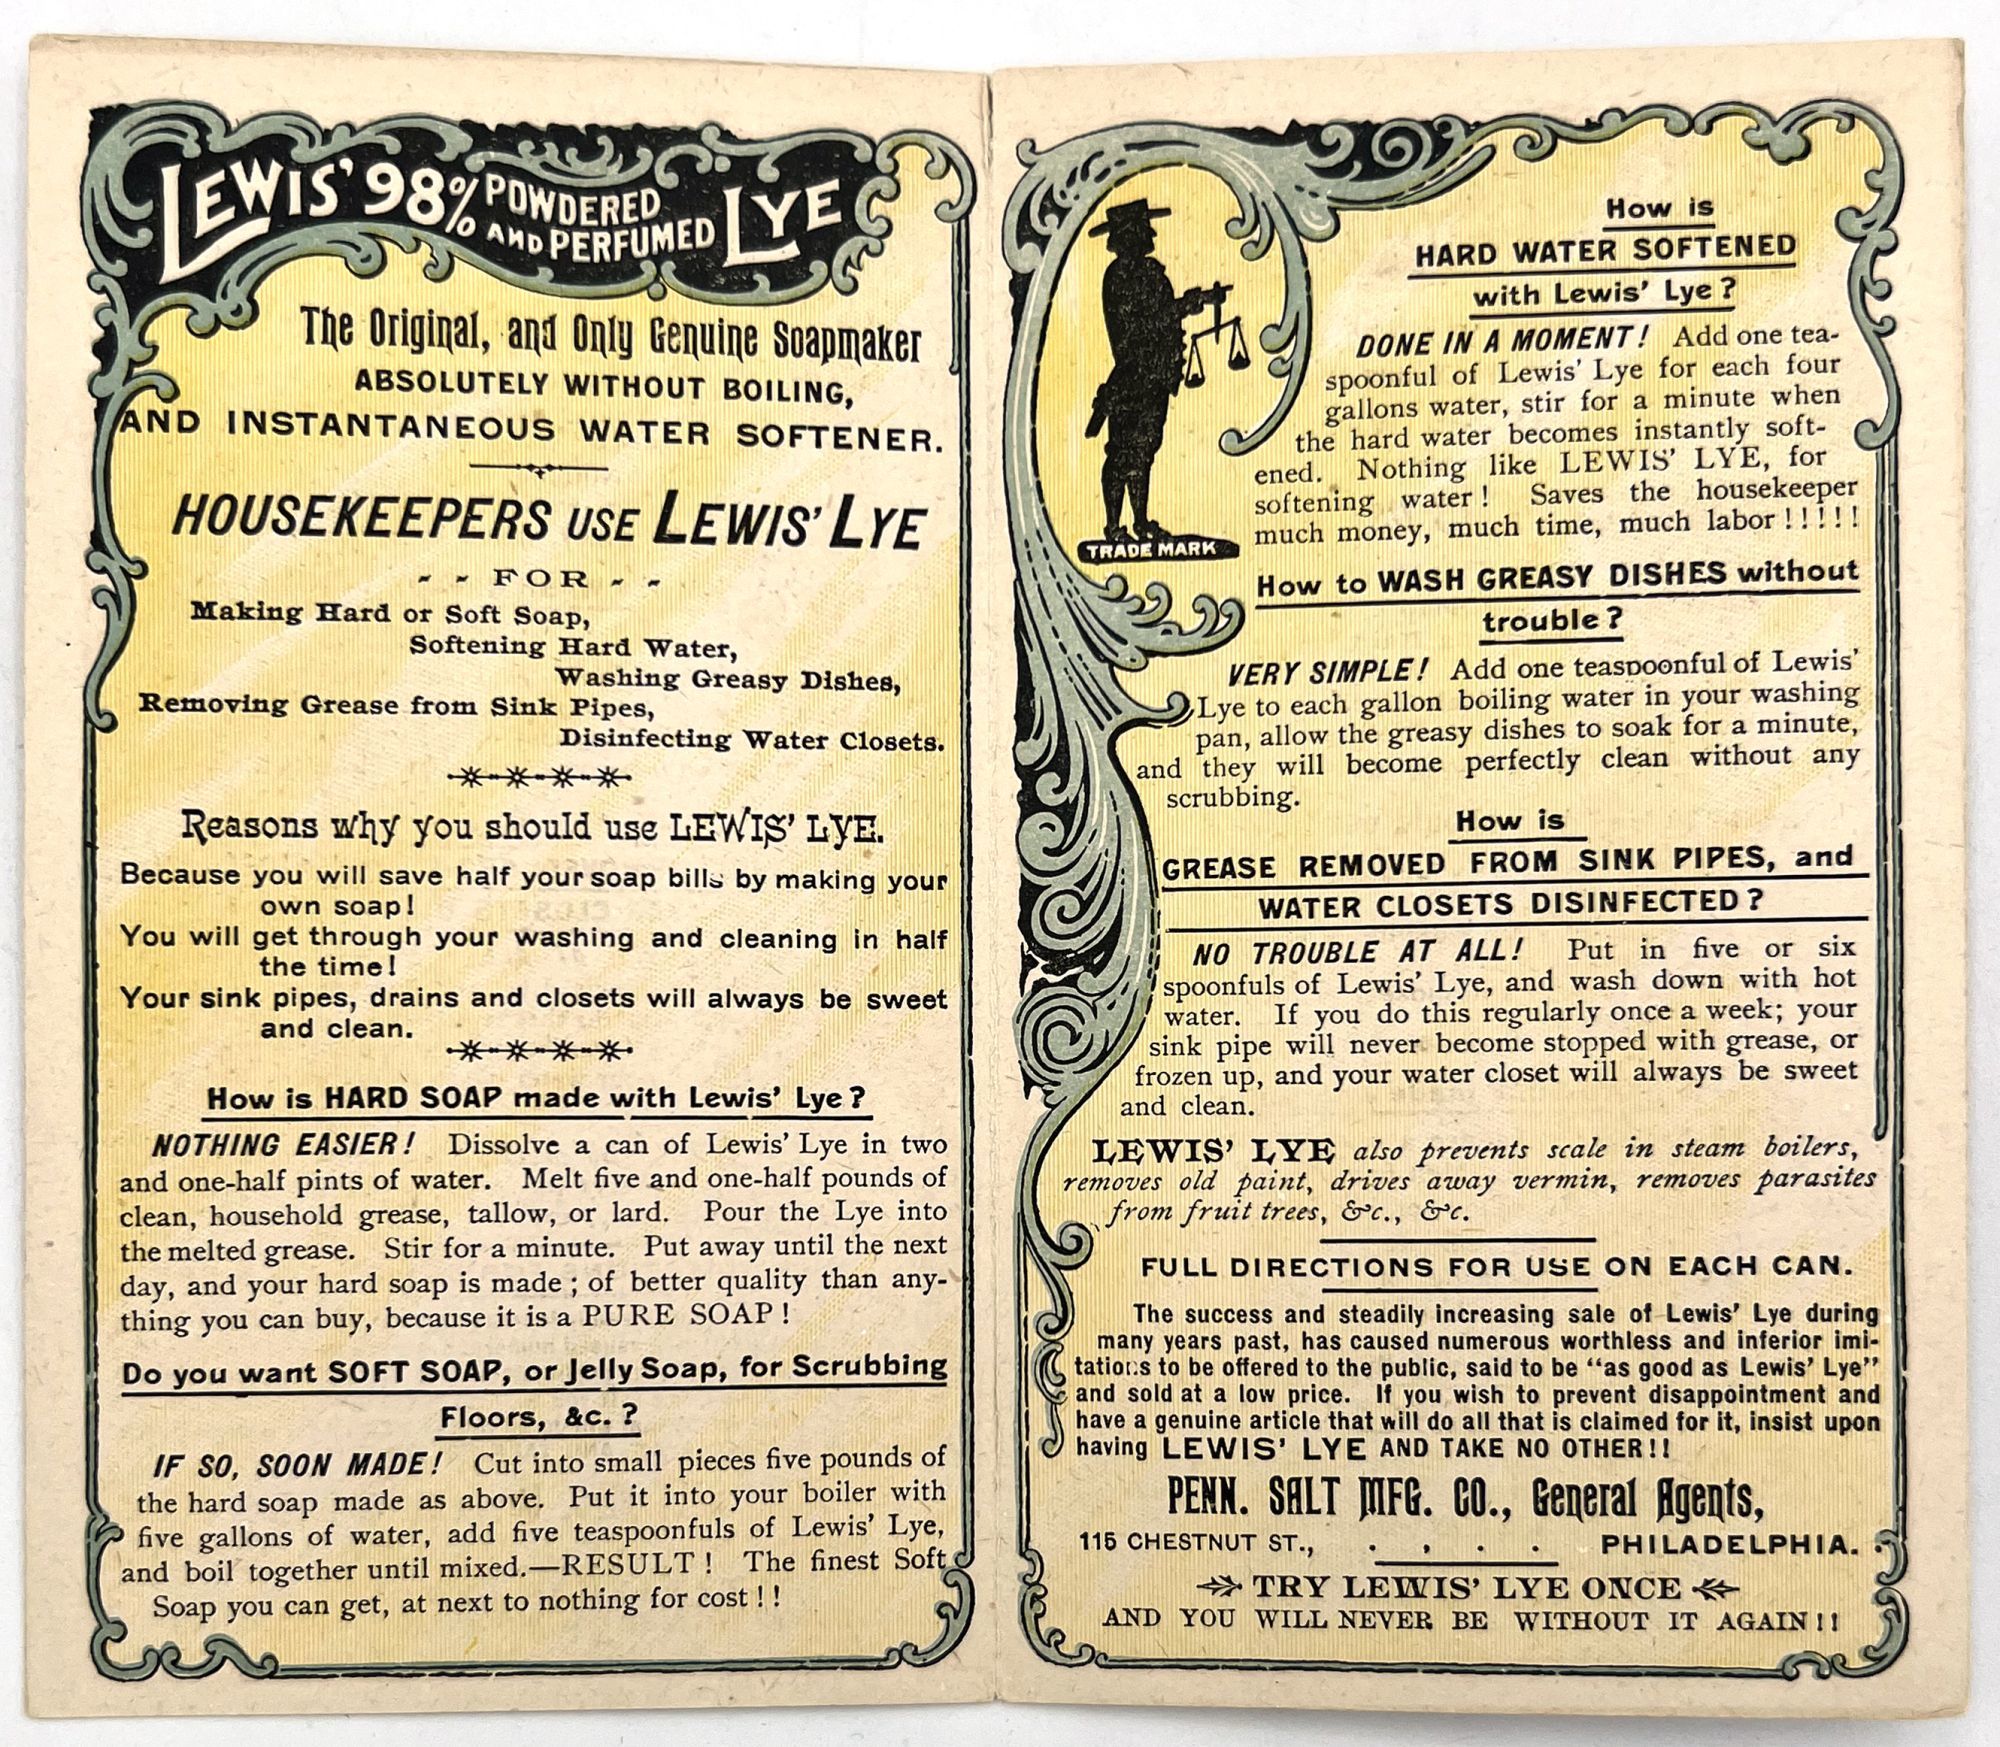 LEWIS' 98% POWDERED AND PERFUMED LYE
The Original, and Only Genuine Soapmaker
ABSOLUTELY WITHOUT BOILING,
AND INSTANTANEOUS WATER SOFTENER.
HOUSEKEEPERS USE LEWIS' LYE
- - FOR - -
Making Hard or Soft Soap,
Softening Hard Water,
Washing Greasy Dishes,
Removing Grease from Sink Pipes,
Disinfecting Water Closets.
Reasons why you should use LEWIS' LYE.
Because you will save half your soap bills by making your
own soap!
You will get through your washing and cleaning in half
the time!
Your sink pipes, drains and closets will always be sweet
and clean.
How is HARD SOAP made with Lewis' Lye?
NOTHING EASIER! Dissolve a can of Lewis' Lye in two
and one-half pints of water. Melt five and one-half pounds of
clean, household grease, tallow, or lard. Pour the Lye into
the melted grease. Stir for a minute. Put away until the next
day, and your hard soap is made; of better quality than any-
thing you can buy, because it is a PURE SOAP!
Do you want SOFT SOAP, or Jelly Soap, for Scrubbing
Floors, &c.?
IF SO, SOON MADE! Cut into small pieces five pounds of
the hard soap made as above. Put it into your boiler with
five gallons of water, add five teaspoonfuls of Lewis' Lye,
and boil together until mixed.—RESULT! The finest Soft
Soap you can get, at next to nothing for cost!!
TRADE MARK
How is
HARD WATER SOFTENED
with Lewis' Lye?
DONE IN A MOMENT! Add one tea-
spoonful of Lewis' Lye for each four
gallons water, stir for a minute when
the hard water becomes instantly soft-
ened. Nothing like LEWIS' LYE, for
softening water! Saves the housekeeper
much money, much time, much labor!!!!!
How to WASH GREASY DISHES without
trouble?
VERY SIMPLE! Add one teaspoonful of Lewis'
Lye to each gallon boiling water in your washing
pan, allow the greasy dishes to soak for a minute,
and they will become perfectly clean without any
scrubbing.
How is
GREASE REMOVED FROM SINK PIPES, and
WATER CLOSETS DISINFECTED?
NO TROUBLE AT ALL! Put in five or six
spoonfuls of Lewis' Lye, and wash down with hot
water. If you do this regularly once a week; your
sink pipe will never become stopped with grease, or
frozen up, and your water closet will always be sweet
and clean.
LEWIS' LYE also prevents scale in steam boilers,
removes old paint, drives away vermin, removes parasites
from fruit trees, &c., &c.
FULL DIRECTIONS FOR USE ON EACH CAN.
The success and steadily increasing sale of Lewis' Lye during
many years past, has caused numerous worthless and inferior imi-
tations to be offered to the public, said to be "as good as Lewis' Lye"
and sold at a low price. If you wish to prevent disappointment and
have a genuine article that will do all that is claimed for it, insist upon
having LEWIS' LYE AND TAKE NO OTHER!!
PENN. SALT MFG. CO., General Agents,
115 CHESTNUT ST., . . . . PHILADELPHIA.
TRY LEWIS' LYE ONCE
AND YOU WILL NEVER BE WITHOUT IT AGAIN!!